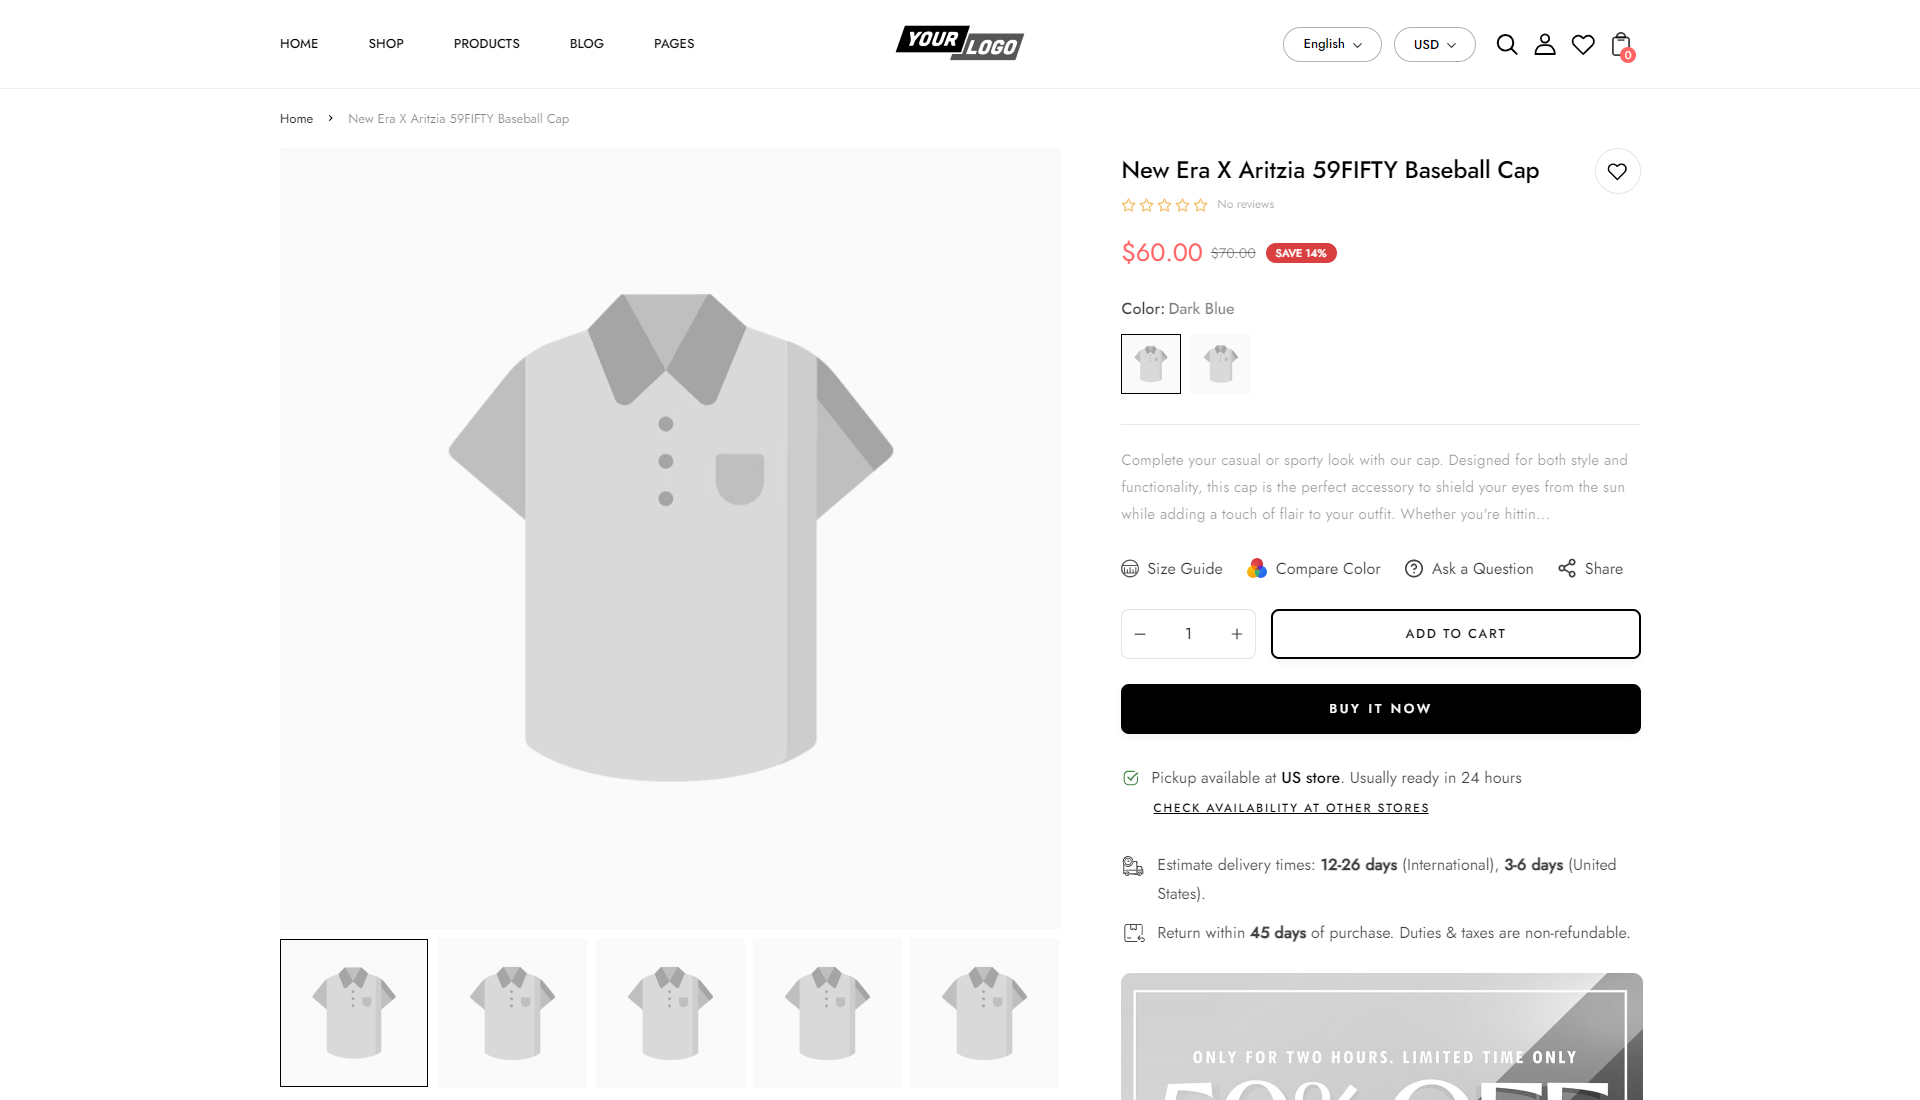 HOME
SHOP
PRODUCTS
BLOG
PAGES
YOUR
LOGO
English
USD
0
Home
New Era X Aritzia 59FIFTY Baseball Cap
New Era X Aritzia 59FIFTY Baseball Cap
No reviews
$60.00 $70.00 SAVE 14%
Color: Dark Blue
Complete your casual or sporty look with our cap. Designed for both style and
functionality, this cap is the perfect accessory to shield your eyes from the sun
while adding a touch of flair to your outfit. Whether you're hittin...
Size Guide
Compare Color
Ask a Question
Share
1
ADD TO CART
BUY IT NOW
Pickup available at US store. Usually ready in 24 hours
CHECK AVAILABILITY AT OTHER STORES
Estimate delivery times: 12-26 days (International), 3-6 days (United
States).
Return within 45 days of purchase. Duties & taxes are non-refundable.
ONLY FOR TWO HOURS. LIMITED TIME ONLY
50% OFF